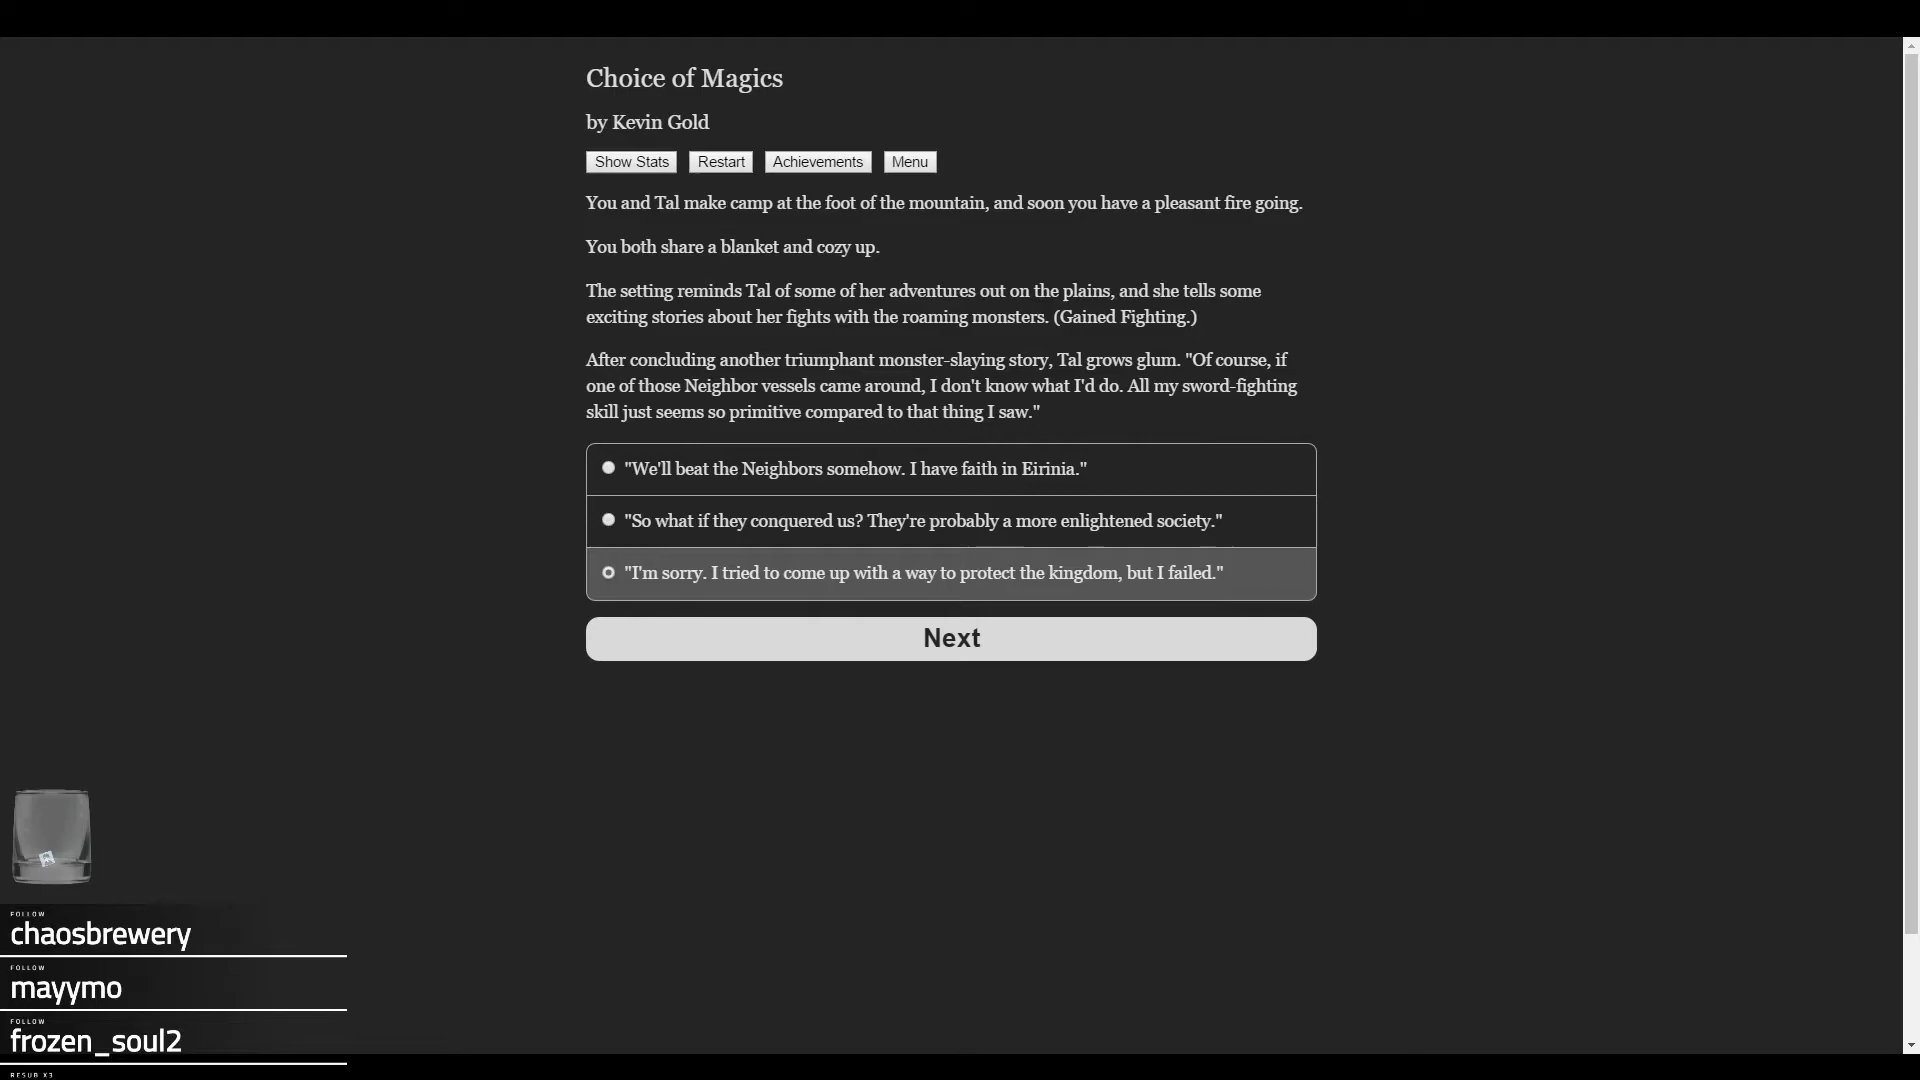 Choice of Magics
by Kevin Gold
Show Stats
Restart
Achievements
Menu
You and Tal make camp at the foot of the mountain, and soon you have a pleasant fire going.
You both share a blanket and cozy up.
The setting reminds Tal of some of her adventures out on the plains, and she tells some
exciting stories about her fights with the roaming monsters. (Gained Fighting.)
After concluding another triumphant monster-slaying story, Tal grows glum. "Of course, if
one of those Neighbor vessels came around, I don't know what I'd do. All my sword-fighting
skill just seems so primitive compared to that thing I saw."
"We'll beat the Neighbors somehow. I have faith in Eirinia."
"So what if they conquered us? They're probably a more enlightened society."
"I'm sorry. I tried to come up with a way to protect the kingdom, but I failed."
Next
FOLLOW
chaosbrewery
FOLLOW
mayymo
FOLLOW
frozen_soul2
RESUB X3